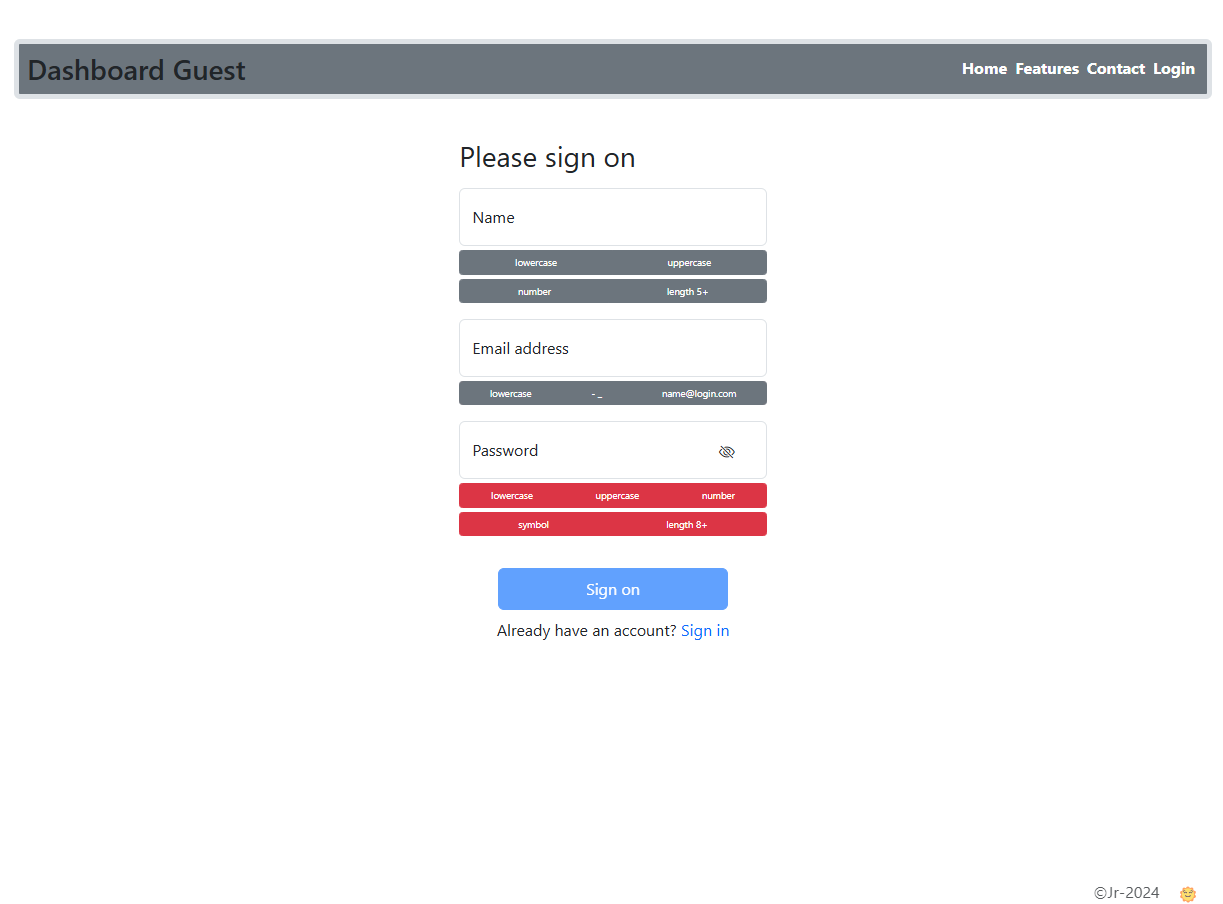 Dashboard Guest Home Features Contact Login
Please sign on
Name
lowercase uppercase
number length 5+
Email address
lowercase - _ name@login.com
Password
lowercase uppercase number
symbol length 8+
Sign on
Already have an account? Sign in
©Jr-2024